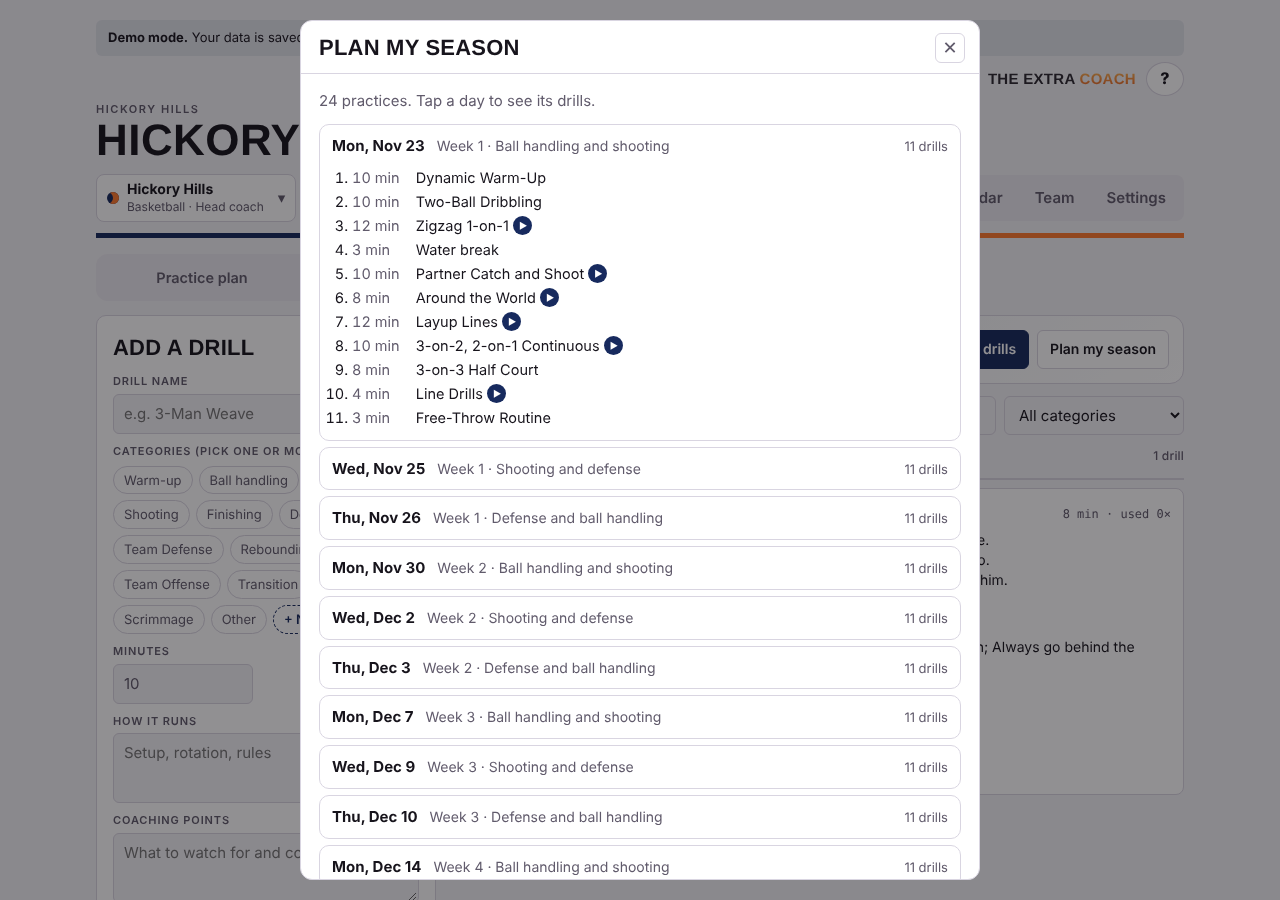 Demo mode. Your data is saved
THE EXTRA COACH
?
HICKORY HILLS
HICKORY
Hickory Hills
Basketball · Head coach
Team
Settings
Practice plan
ADD A DRILL
DRILL NAME
e.g. 3-Man Weave
CATEGORIES (PICK ONE OR
Warm-up
Ball handling
Shooting
Finishing
Team Defense
Team Offense
Transition
Scrimmage
Other
MINUTES
10
HOW IT RUNS
Setup, rotation, rules
COACHING POINTS
What to watch for and
PLAN MY SEASON
24 practices. Tap a day to see its drills.
Mon, Nov 23 Week 1 · Ball handling and shooting 11 drills
1. 10 min Dynamic Warm-Up
2. 10 min Two-Ball Dribbling
3. 12 min Zigzag 1-on-1
4. 3 min Water break
5. 10 min Partner Catch and Shoot
6. 8 min Around the World
7. 12 min Layup Lines
8. 10 min 3-on-2, 2-on-1 Continuous
9. 8 min 3-on-3 Half Court
10. 4 min Line Drills
11. 3 min Free-Throw Routine
Wed, Nov 25 Week 1 · Shooting and defense 11 drills
Thu, Nov 26 Week 1 · Defense and ball handling 11 drills
Mon, Nov 30 Week 2 · Ball handling and shooting 11 drills
Wed, Dec 2 Week 2 · Shooting and defense 11 drills
Thu, Dec 3 Week 2 · Defense and ball handling 11 drills
Mon, Dec 7 Week 3 · Ball handling and shooting 11 drills
Wed, Dec 9 Week 3 · Shooting and defense 11 drills
Thu, Dec 10 Week 3 · Defense and ball handling 11 drills
Mon, Dec 14 Week 4 · Ball handling and shooting 11 drills
drills
Plan my season
All categories
1 drill
8 min · used 0×
him.
Always go behind the